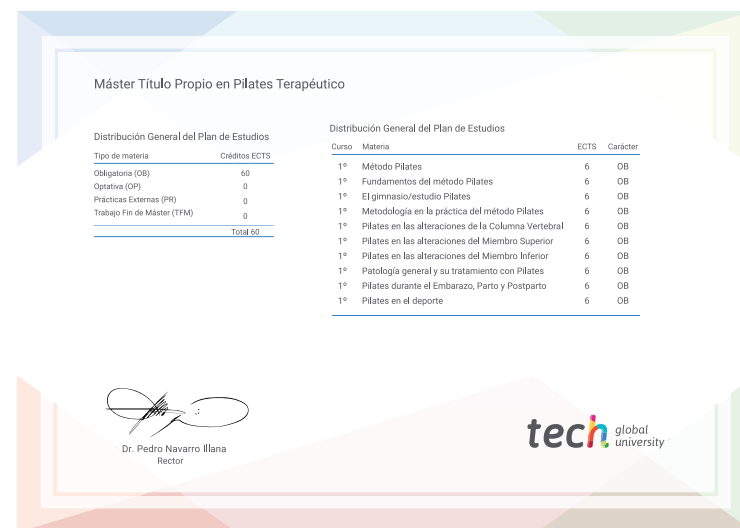 Máster Título Propio en Pilates Terapéutico
Distribución General del Plan de Estudios
Tipo de materia Créditos ECTS
Obligatoria (OB) 60
Optativa (OP) 0
Prácticas Externas (PR) 0
Trabajo Fin de Máster (TFM) 0
Total 60
Distribución General del Plan de Estudios
Curso Materia ECTS Carácter
1º Método Pilates 6 OB
1º Fundamentos del método Pilates 6 OB
1º El gimnasio/estudio Pilates 6 OB
1º Metodología en la práctica del método Pilates 6 OB
1º Pilates en las alteraciones de la Columna Vertebral 6 OB
1º Pilates en las alteraciones del Miembro Superior 6 OB
1º Pilates en las alteraciones del Miembro Inferior 6 OB
1º Patología general y su tratamiento con Pilates 6 OB
1º Pilates durante el Embarazo, Parto y Postparto 6 OB
1º Pilates en el deporte 6 OB
Dr. Pedro Navarro Illana
Rector
tech global
university